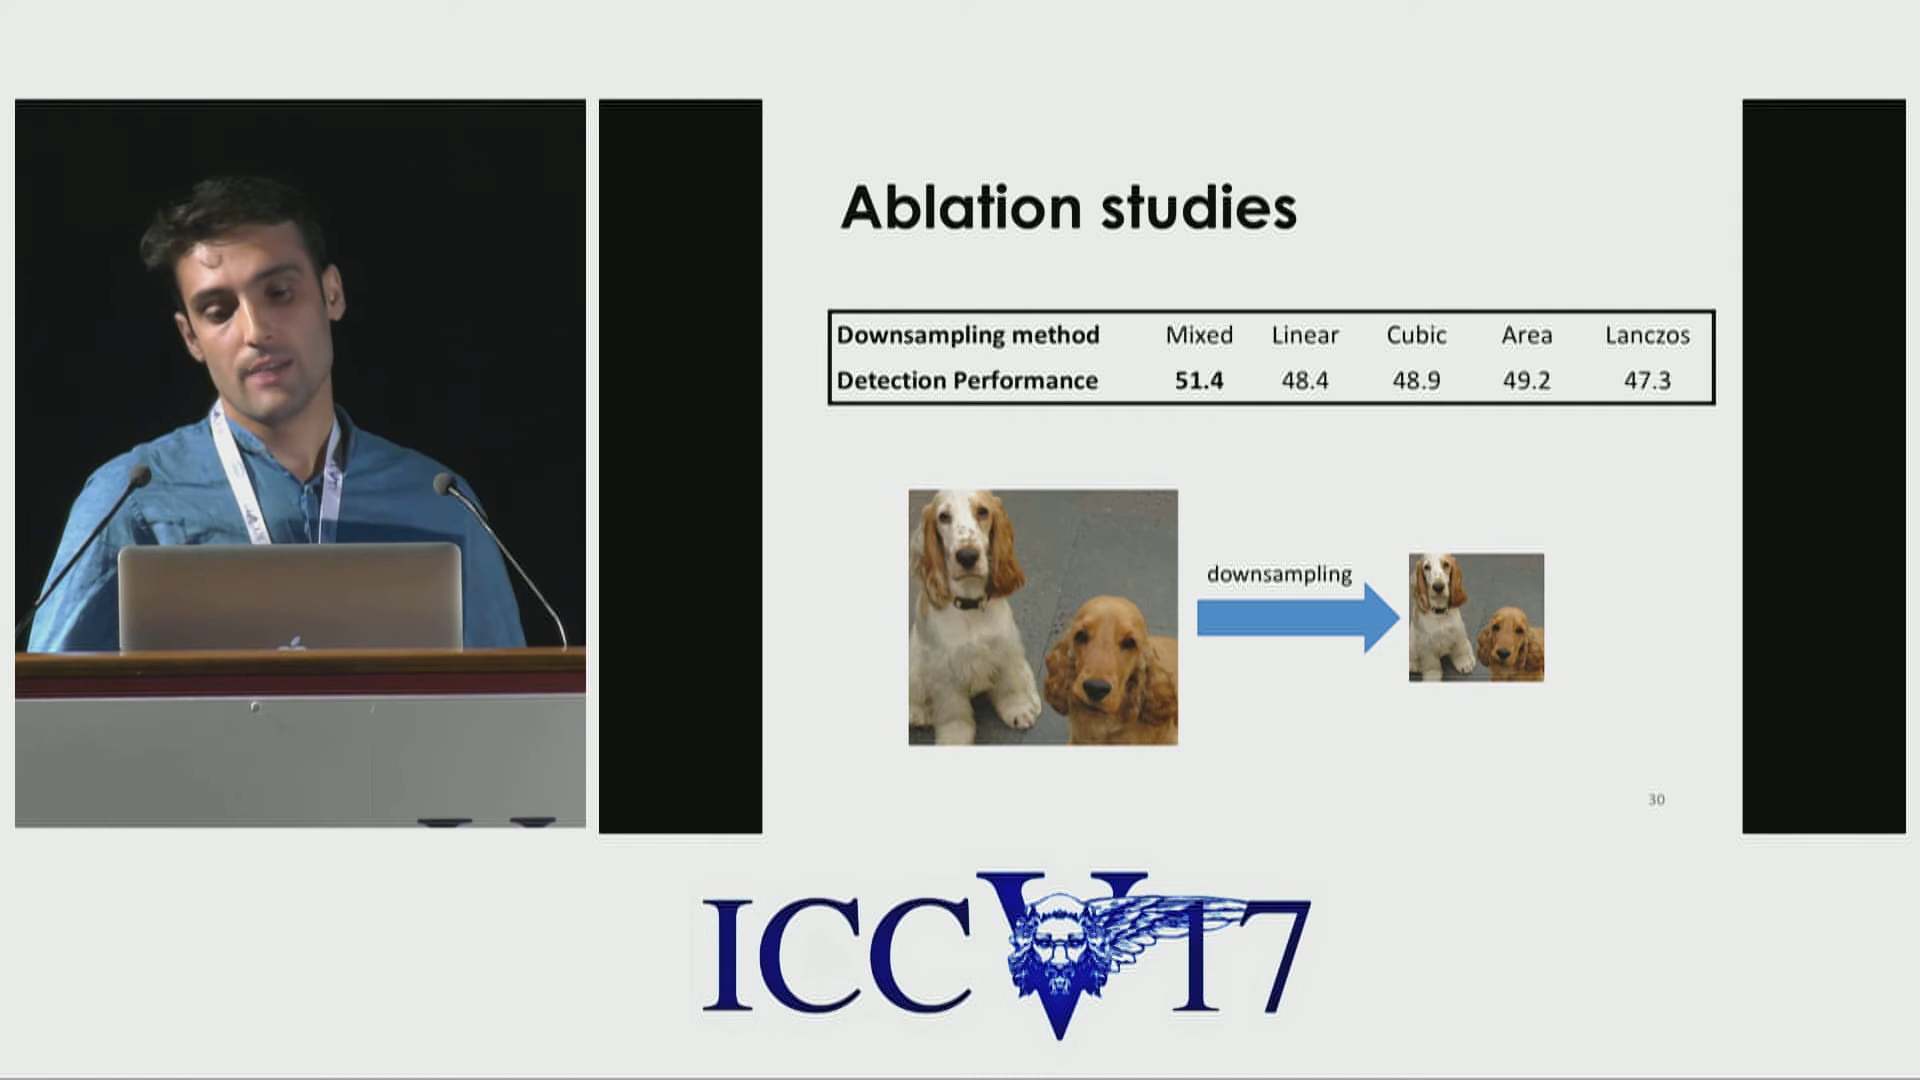 Ablation studies
Downsampling method Mixed Linear Cubic Area Lanczos
Detection Performance 51.4 48.4 48.9 49.2 47.3
downsampling
30
ICCV17